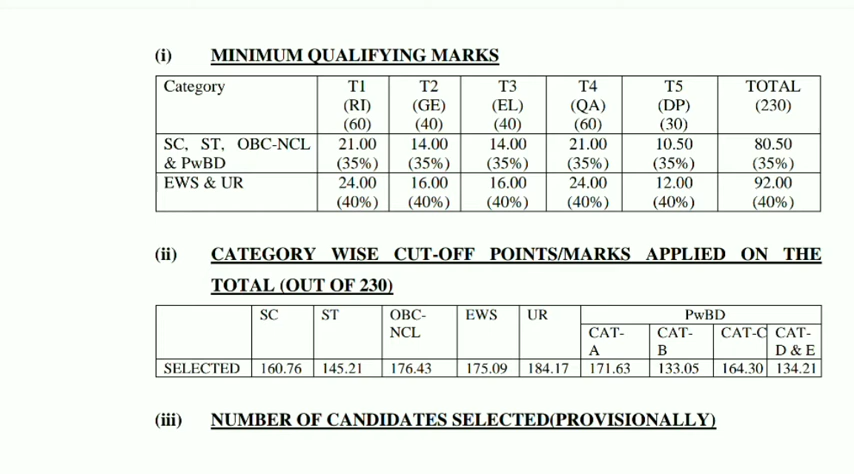 (i) MINIMUM QUALIFYING MARKS
Category T1 T2 T3 T4 T5 TOTAL
(RI) (GE) (EL) (QA) (DP) (230)
(60) (40) (40) (60) (30)
SC, ST, OBC-NCL 21.00 14.00 14.00 21.00 10.50 80.50
& PwBD (35%) (35%) (35%) (35%) (35%) (35%)
EWS & UR 24.00 16.00 16.00 24.00 12.00 92.00
(40%) (40%) (40%) (40%) (40%) (40%)
(ii) CATEGORY WISE CUT-OFF POINTS/MARKS APPLIED ON THE
TOTAL (OUT OF 230)
SC ST OBC- EWS UR PwBD
NCL CAT- CAT- CAT-C CAT-
A B D & E
SELECTED 160.76 145.21 176.43 175.09 184.17 171.63 133.05 164.30 134.21
(iii) NUMBER OF CANDIDATES SELECTED(PROVISIONALLY)